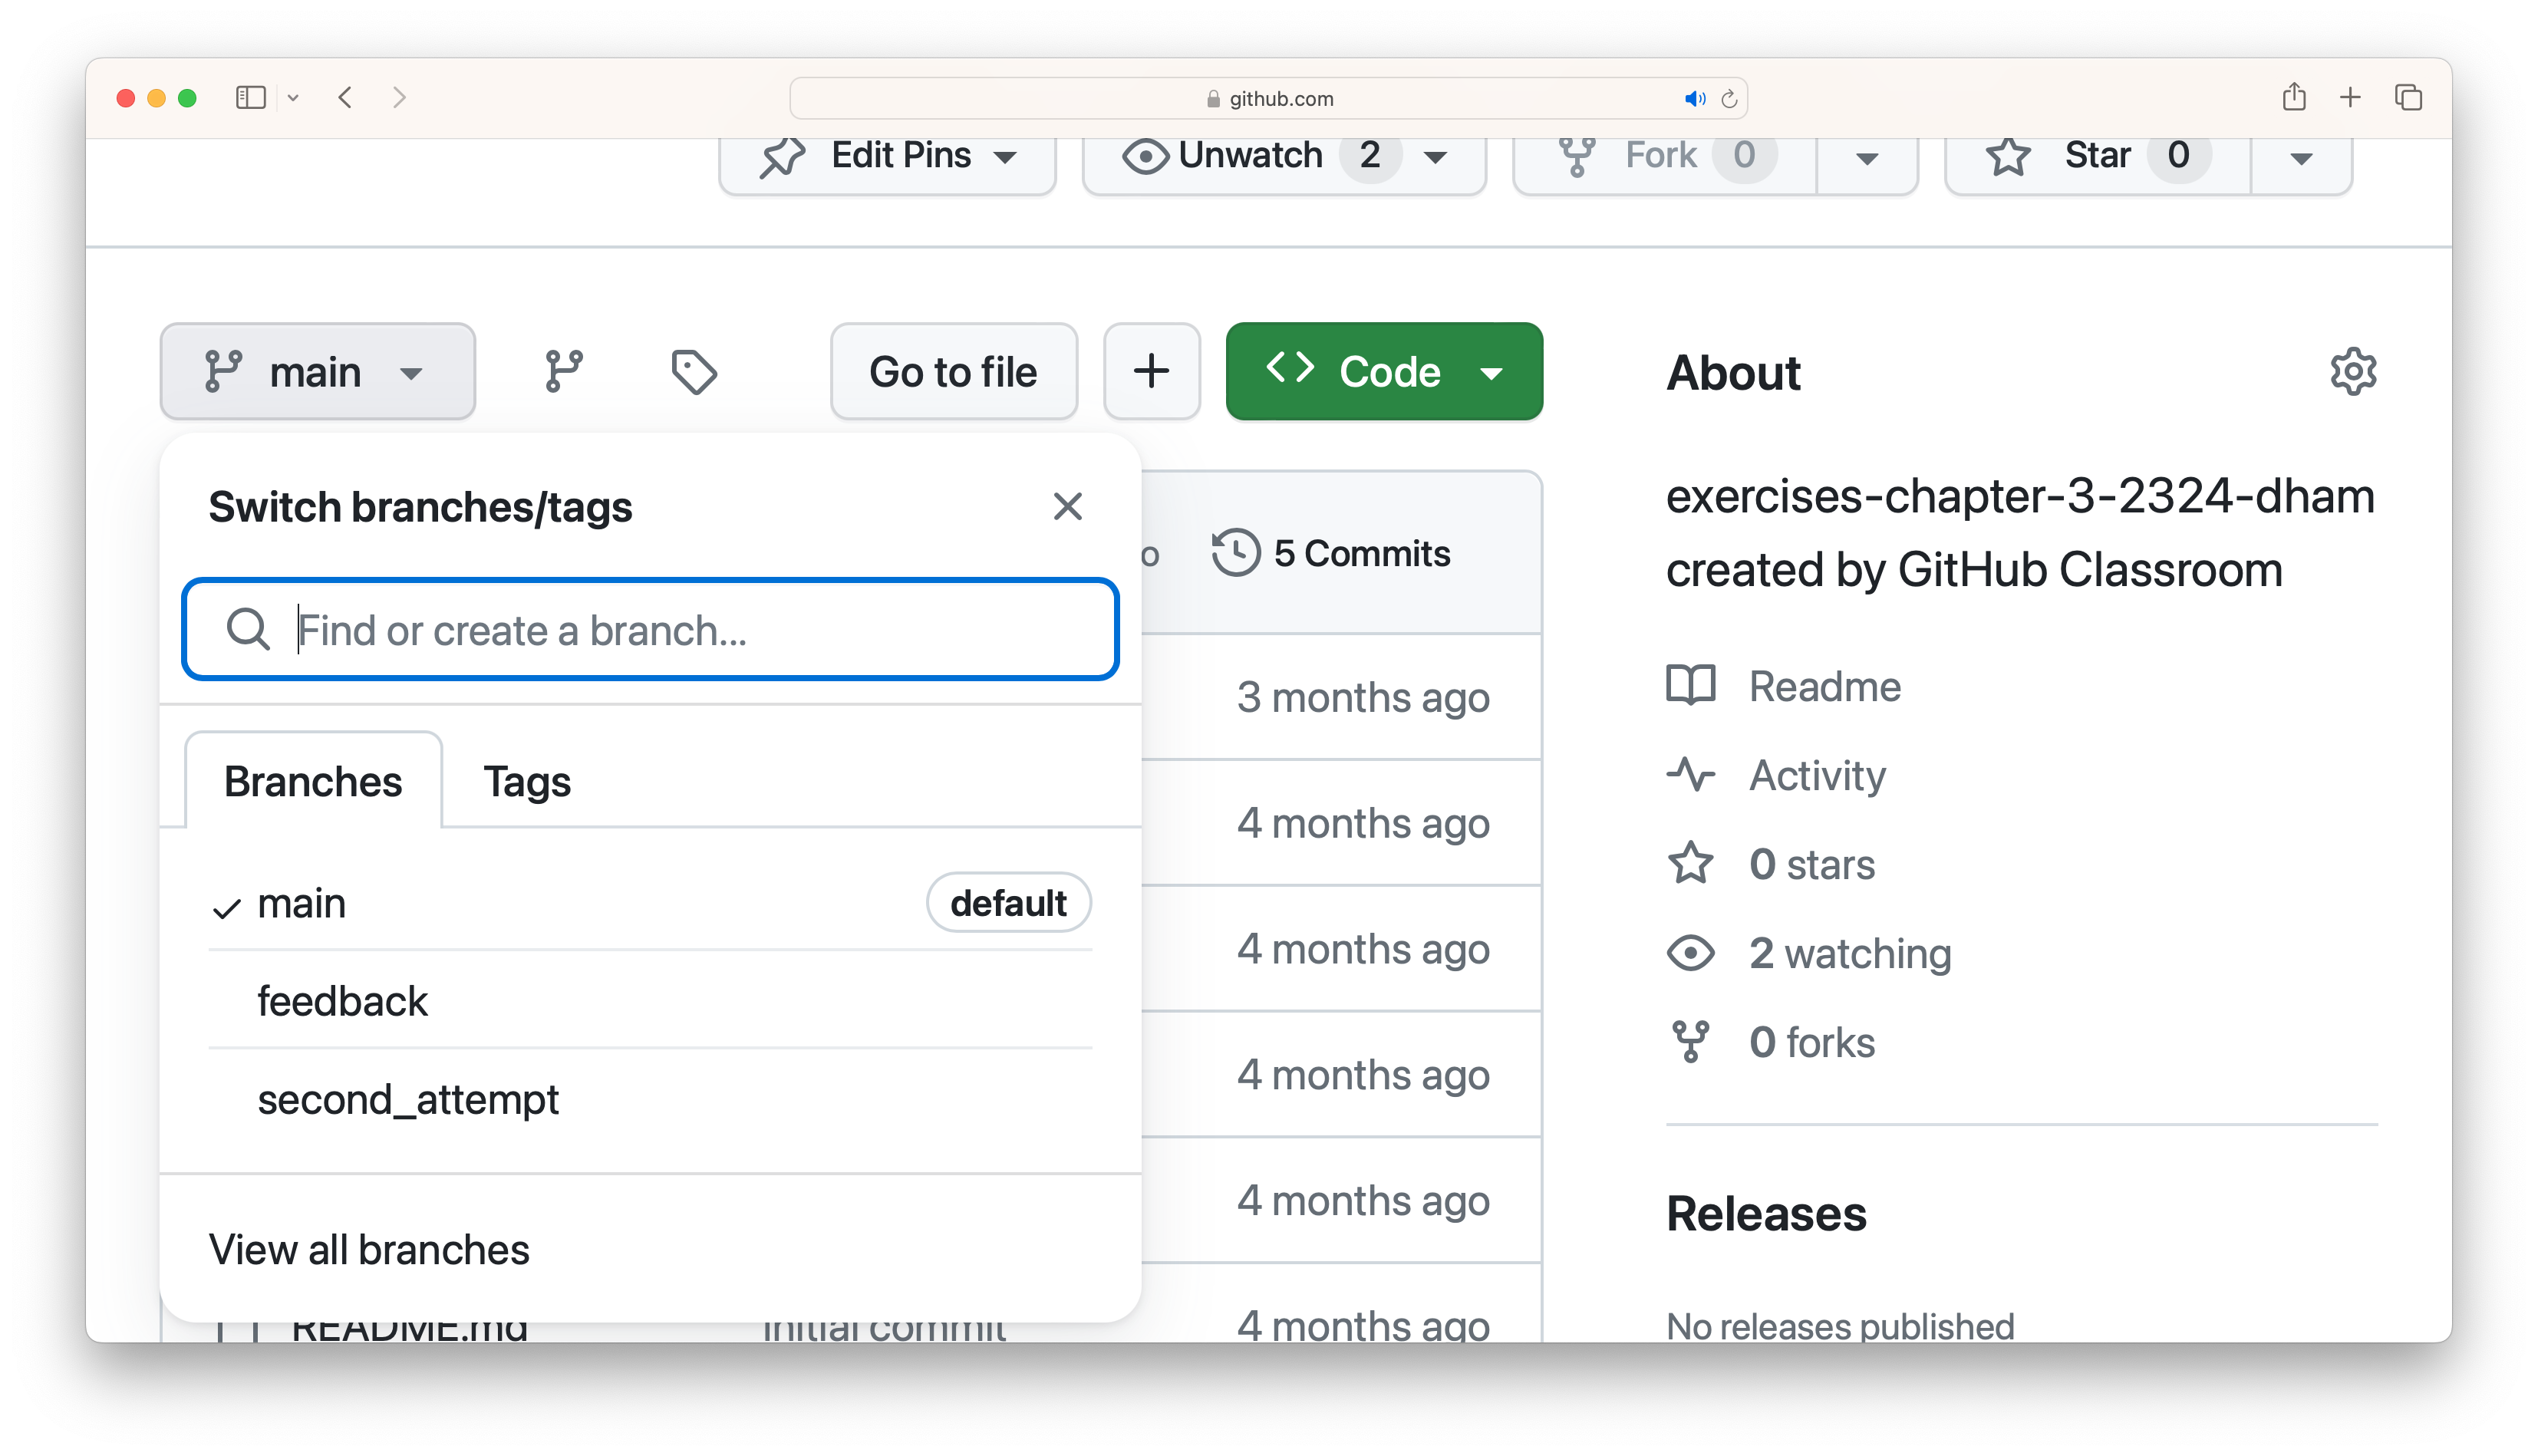 github.com
Edit Pins
Unwatch 2
Fork 0
Star 0
main
Go to file
Code
About
Switch branches/tags
Find or create a branch...
5 Commits
exercises-chapter-3-2324-dham
created by GitHub Classroom
Branches
Tags
main
default
feedback
second_attempt
View all branches
3 months ago
4 months ago
4 months ago
4 months ago
4 months ago
README.md
Initial commit
4 months ago
Readme
Activity
0 stars
2 watching
0 forks
Releases
No releases published